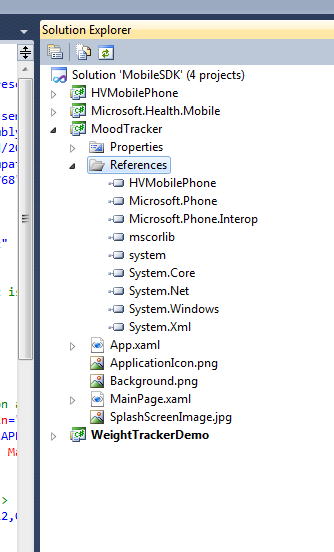 Solution Explorer
Solution 'MobileSDK' (4 projects)
HVMobilePhone
Microsoft.Health.Mobile
MoodTracker
Properties
References
HVMobilePhone
Microsoft.Phone
Microsoft.Phone.Interop
mscorlib
system
System.Core
System.Net
System.Windows
System.Xml
App.xaml
ApplicationIcon.png
Background.png
MainPage.xaml
SplashScreenImage.jpg
WeightTrackerDemo